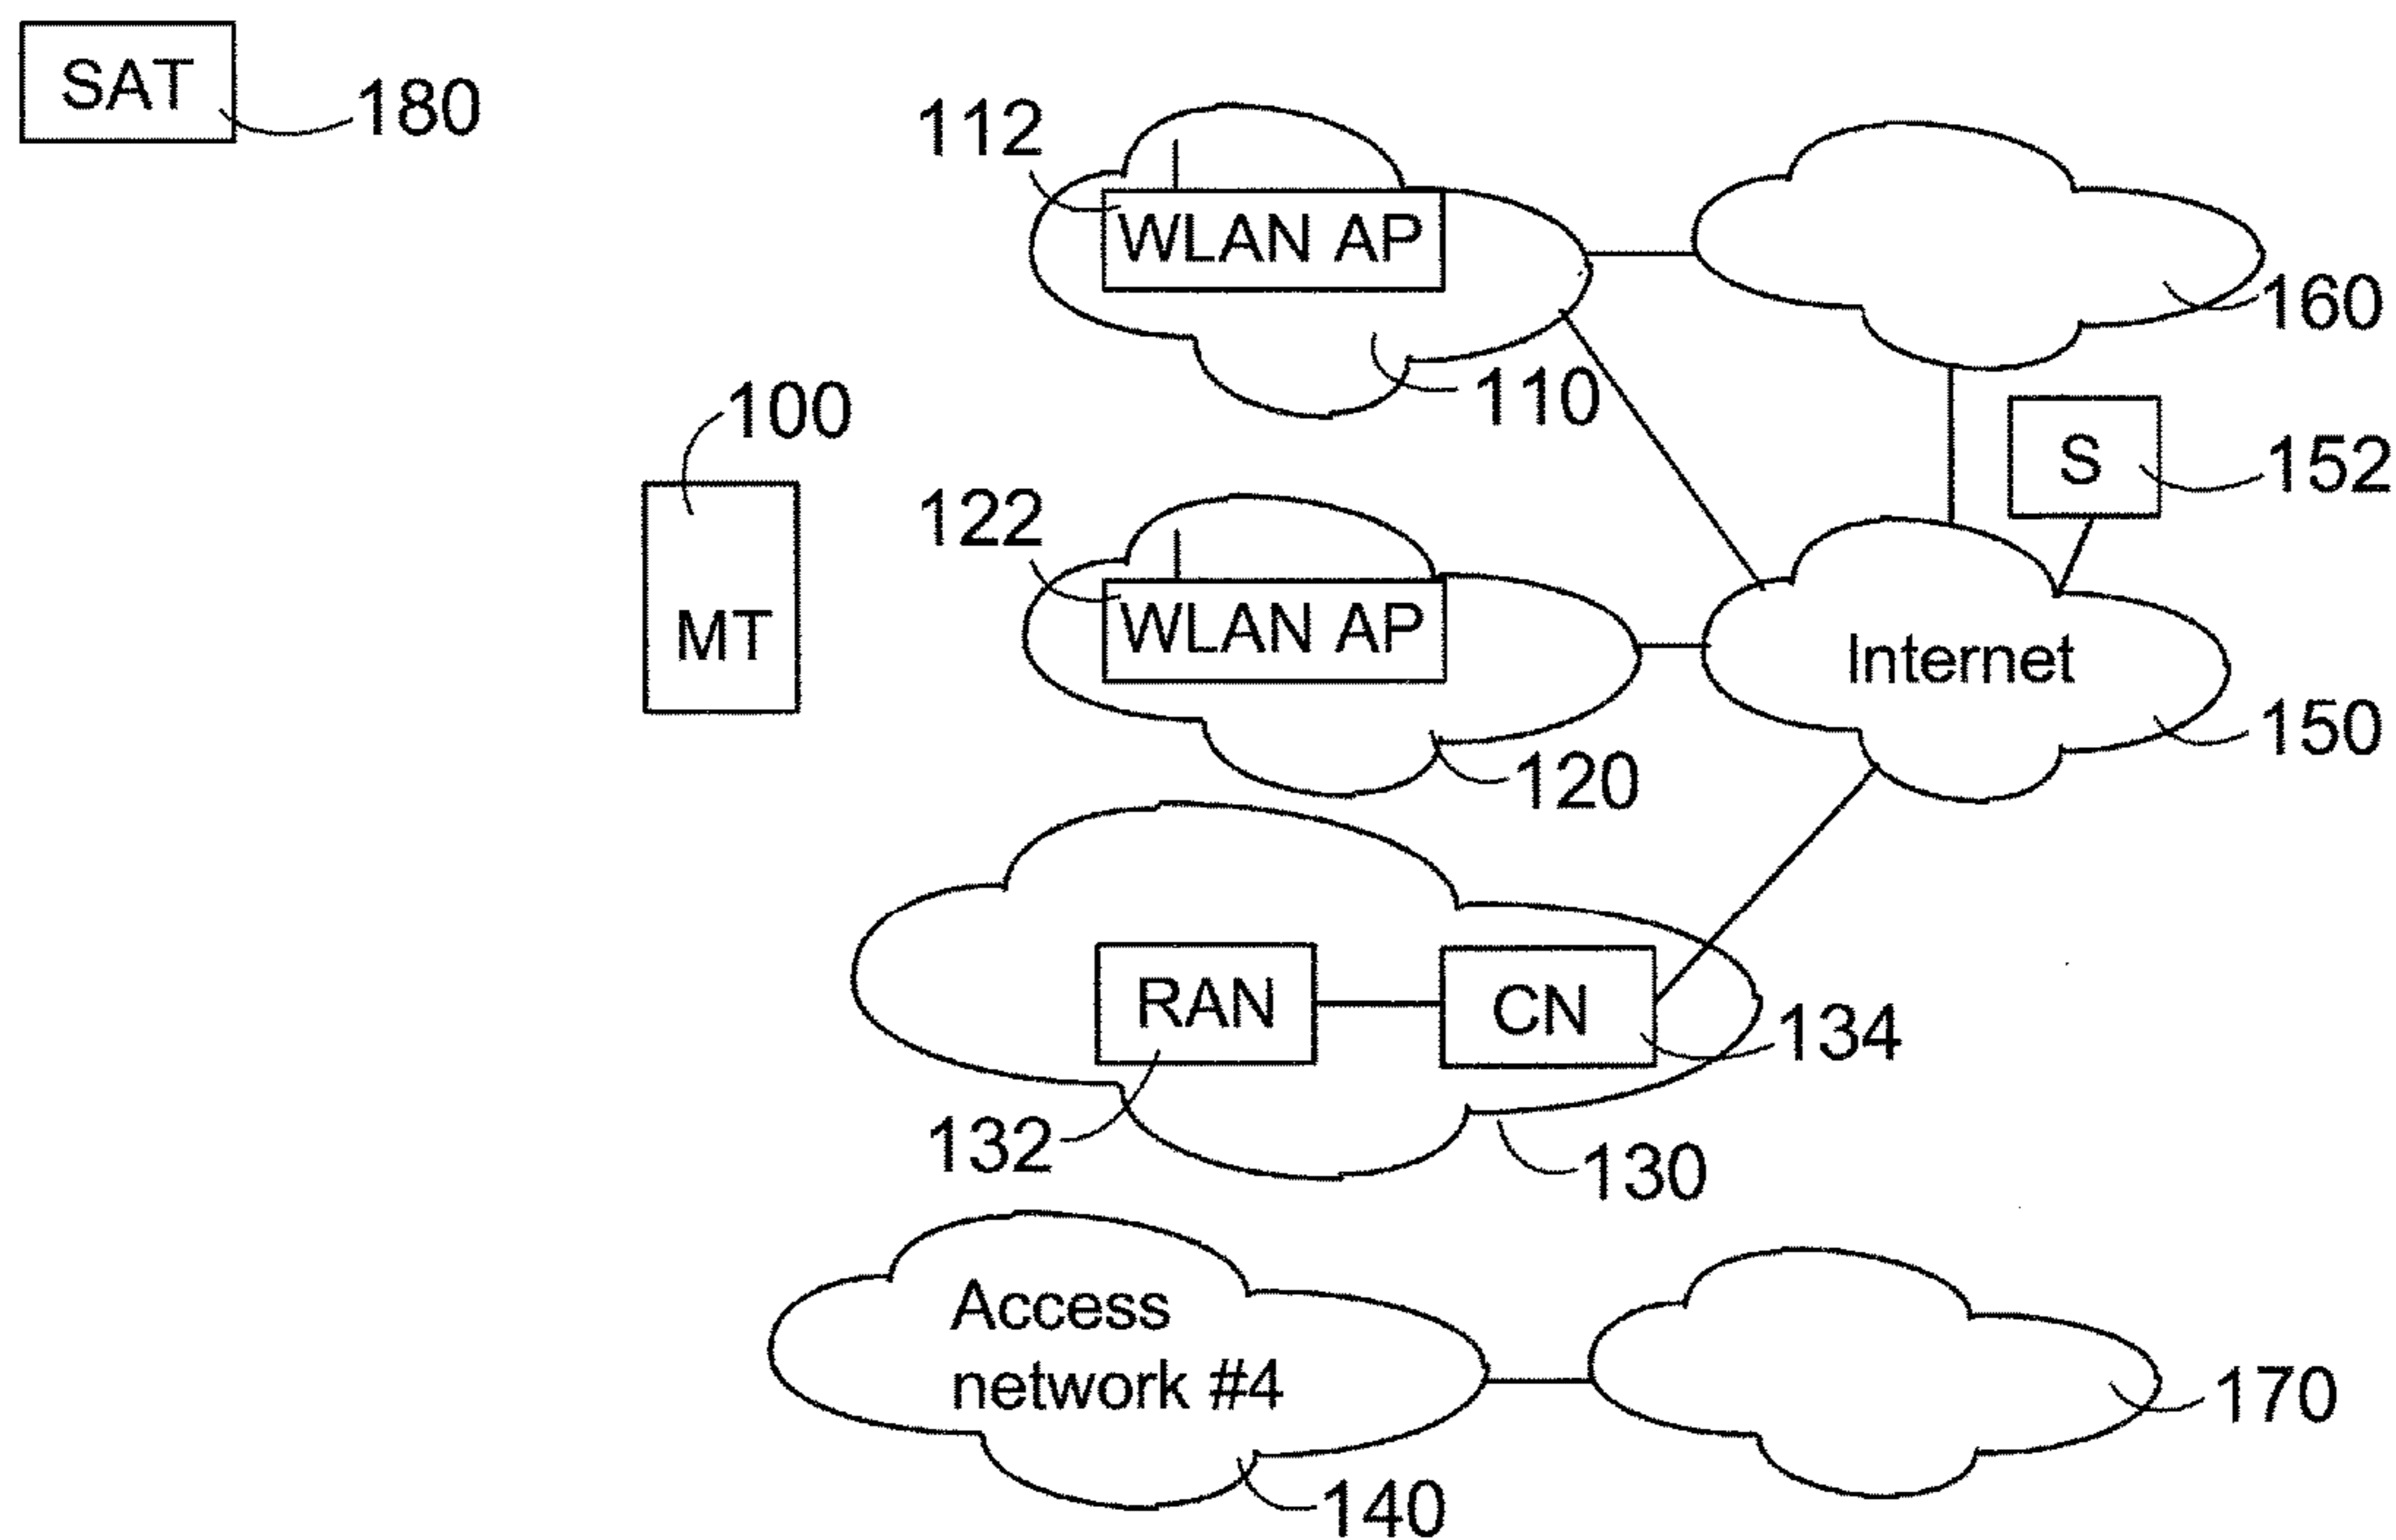 SAT
180
112
WLAN AP
160
110
100
MT
S
152
122
WLAN AP
Internet
150
120
RAN
CN
134
132
130
Access
network #4
170
140